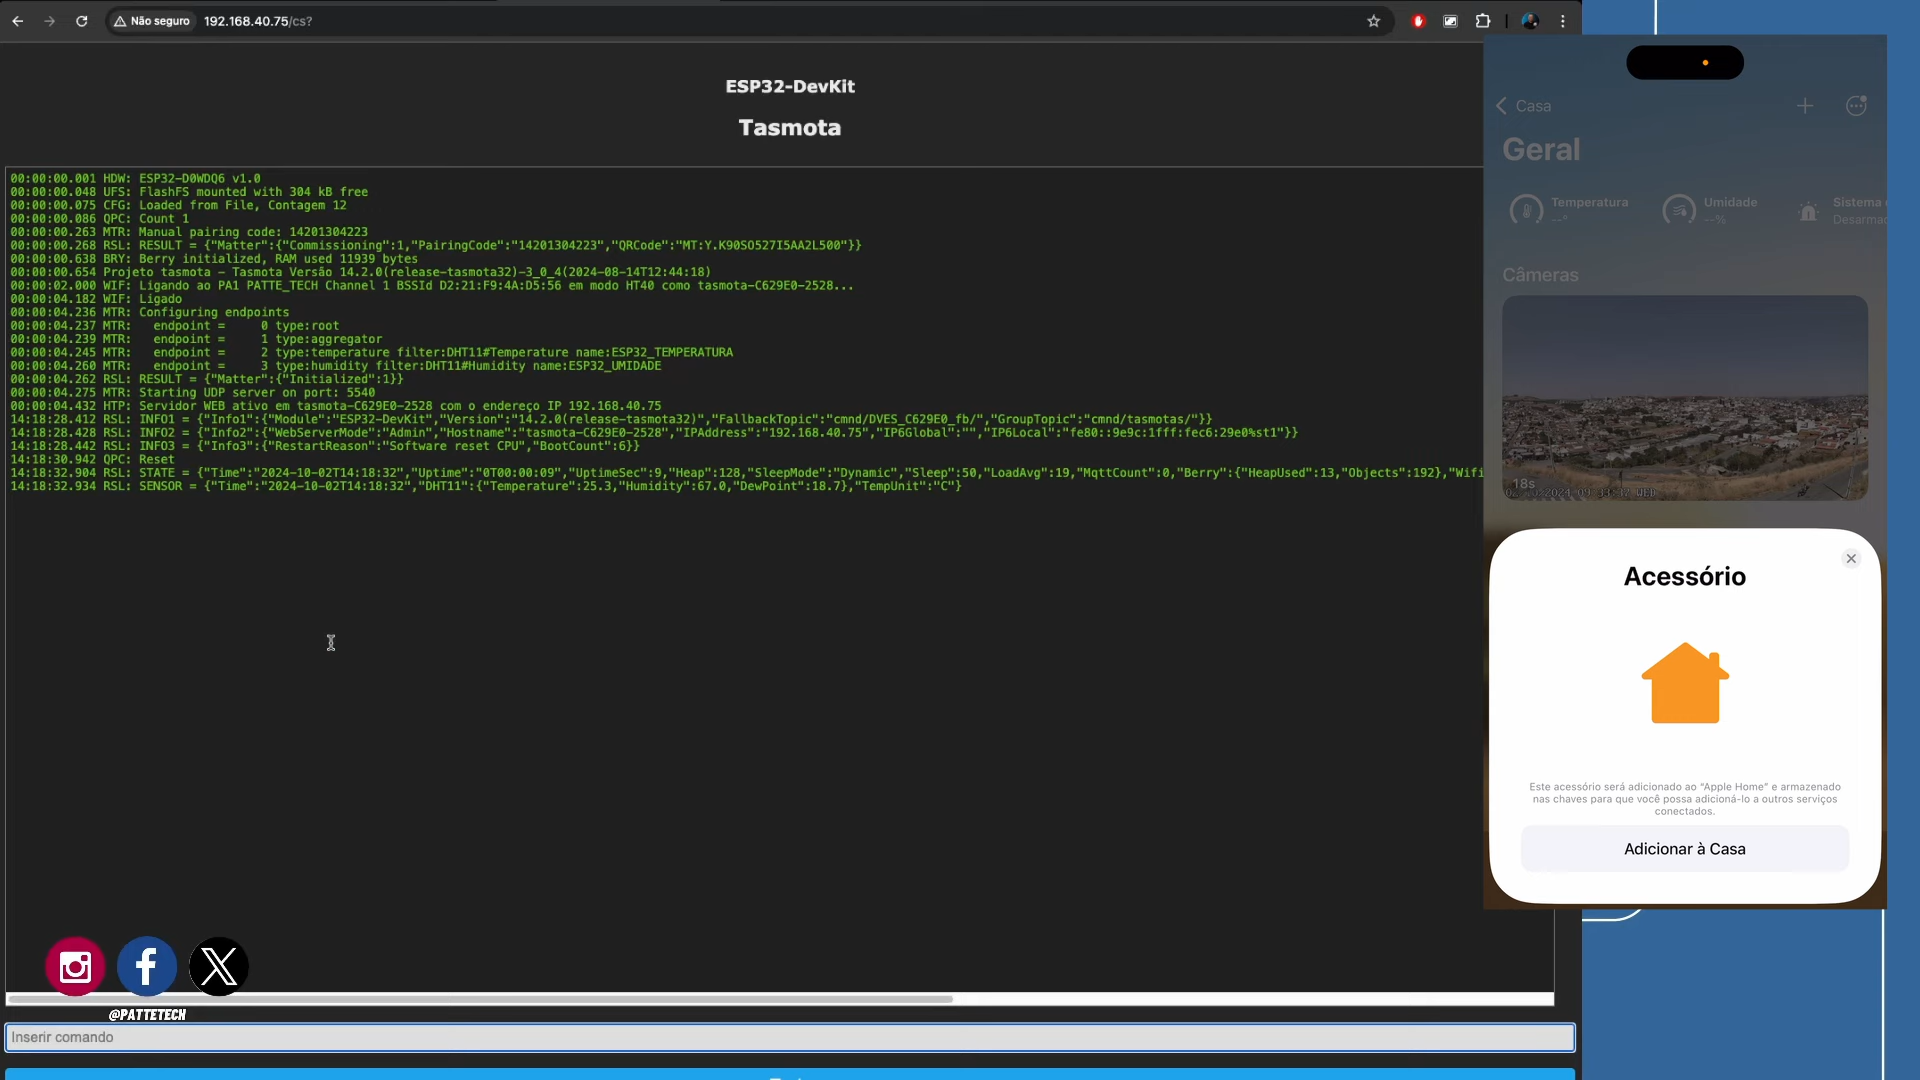 Não seguro 192.168.40.75/cs?
ESP32-DevKit
Tasmota
00:00:00.001 HDW: ESP32-D0WDQ6 v1.0
00:00:00.048 UFS: FlashFS mounted with 304 kB free
00:00:00.075 CFG: Loaded from File, Contagem 12
00:00:00.086 QPC: Count 1
00:00:00.263 MTR: Manual pairing code: 14201304223
00:00:00.268 RSL: RESULT = {"Matter":{"Commissioning":1,"PairingCode":"14201304223","QRCode":"MT:Y.K90SO527I5AA2L500"}}
00:00:00.638 BRY: Berry initialized, RAM used 11939 bytes
00:00:00.654 Projeto tasmota - Tasmota Versão 14.2.0(release-tasmota32)-3_0_4(2024-08-14T12:44:18)
00:00:02.000 WIF: Ligando ao PA1 PATTE_TECH Channel 1 BSSId D2:21:F9:4A:D5:56 em modo HT40 como tasmota-C629E0-2528...
00:00:04.182 WIF: Ligado
00:00:04.236 MTR: Configuring endpoints
00:00:04.237 MTR: endpoint = 0 type:root
00:00:04.239 MTR: endpoint = 1 type:aggregator
00:00:04.245 MTR: endpoint = 2 type:temperature filter:DHT11#Temperature name:ESP32_TEMPERATURA
00:00:04.260 MTR: endpoint = 3 type:humidity filter:DHT11#Humidity name:ESP32_UMIDADE
00:00:04.262 RSL: RESULT = {"Matter":{"Initialized":1}}
00:00:04.275 MTR: Starting UDP server on port: 5540
00:00:04.432 HTP: Servidor WEB ativo em tasmota-C629E0-2528 com o endereço IP 192.168.40.75
14:18:28.412 RSL: INFO1 = {"Info1":{"Module":"ESP32-DevKit","Version":"14.2.0(release-tasmota32)","FallbackTopic":"cmnd/DVES_C629E0_fb/","GroupTopic":"cmnd/tasmotas/"}}
14:18:28.428 RSL: INFO2 = {"Info2":{"WebServerMode":"Admin","Hostname":"tasmota-C629E0-2528","IPAddress":"192.168.40.75","IP6Global":"","IP6Local":"fe80::9e9c:1fff:fec6:29e0%st1"}}
14:18:28.442 RSL: INFO3 = {"Info3":{"RestartReason":"Software reset CPU","BootCount":6}}
14:18:30.942 QPC: Reset
14:18:32.904 RSL: STATE = {"Time":"2024-10-02T14:18:32","Uptime":"0T00:00:09","UptimeSec":9,"Heap":128,"SleepMode":"Dynamic","Sleep":50,"LoadAvg":19,"MqttCount":0,"Berry":{"HeapUsed":13,"Objects":192},"Wifi
14:18:32.934 RSL: SENSOR = {"Time":"2024-10-02T14:18:32","DHT11":{"Temperature":25.3,"Humidity":67.0,"DewPoint":18.7},"TempUnit":"C"}
@PATTETECH
Inserir comando
Casa
Geral
Temperatura
--°
Umidade
--%
Sistema
Desarmad
Câmeras
18s
Acessório
Este acessório será adicionado ao “Apple Home” e armazenado
nas chaves para que você possa adicioná-lo a outros serviços
conectados.
Adicionar à Casa